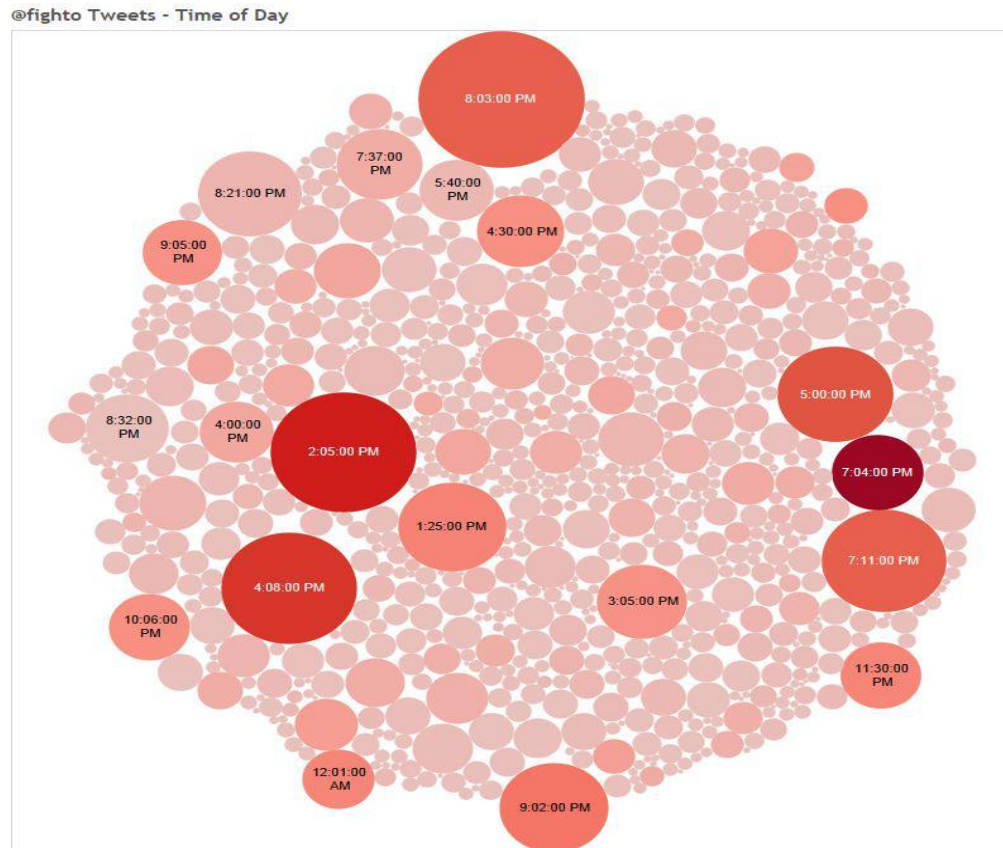 @fighto Tweets - Time of Day
8:03:00 PM
7:37:00
PM
8:21:00 PM
5:40:00
PM
4:30:00 PM
9:05:00
PM
5:00:00 PM
8:32:00
PM
4:00:00
PM
2:05:00 PM
7:04:00 PM
1:25:00 PM
7:11:00 PM
4:08:00 PM
3:05:00 PM
10:06:00
PM
11:30:00
PM
12:01:00
AM
9:02:00 PM